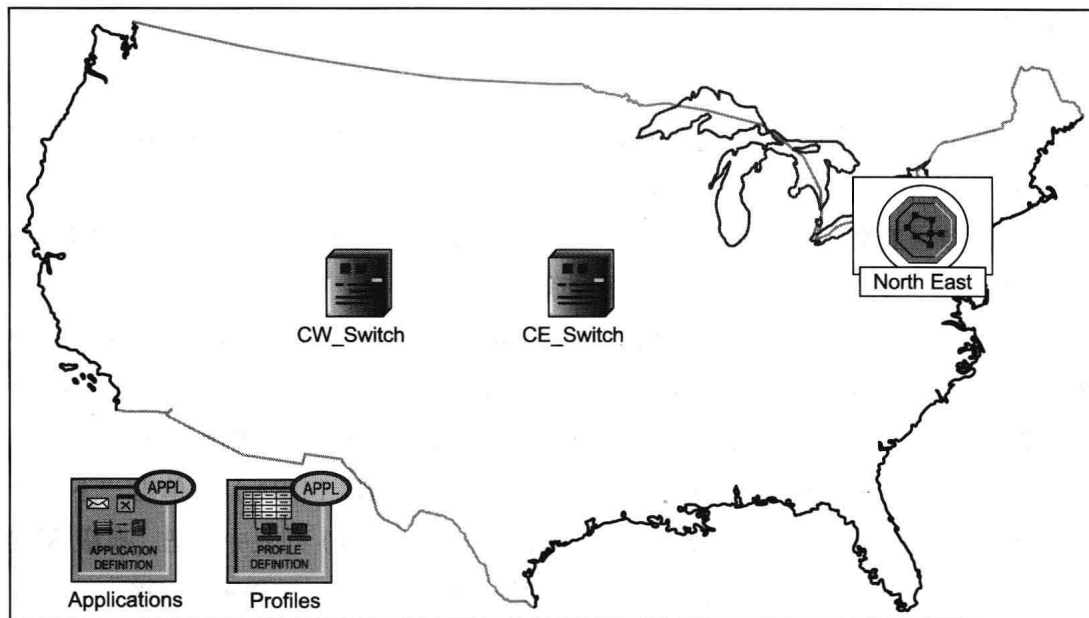 North East
CW_Switch
CE_Switch
APPL
APPL
APPLICATION
DEFINITION
PROFILE
DEFINITION
Applications
Profiles